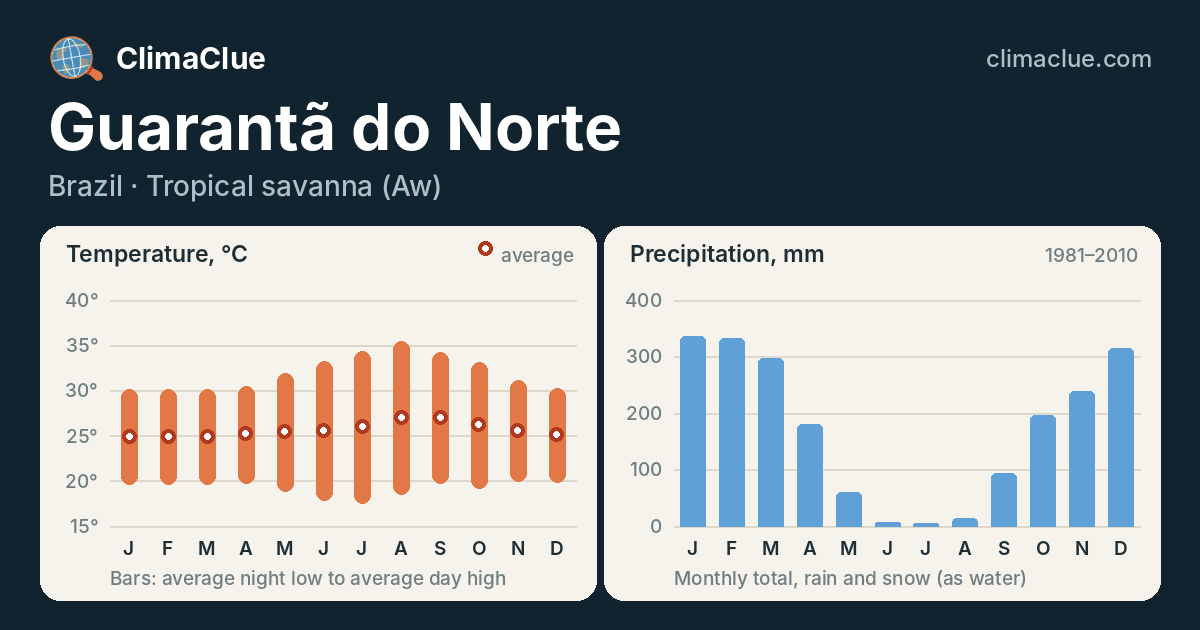 ClimaClue
climaclue.com
Guarantã do Norte
Brazil · Tropical savanna (Aw)
Temperature, °C
average
40°
35°
30°
25°
20°
15°
J F M A M J J A S O N D
Bars: average night low to average day high
Precipitation, mm
1981–2010
400
300
200
100
0
J F M A M J J A S O N D
Monthly total, rain and snow (as water)